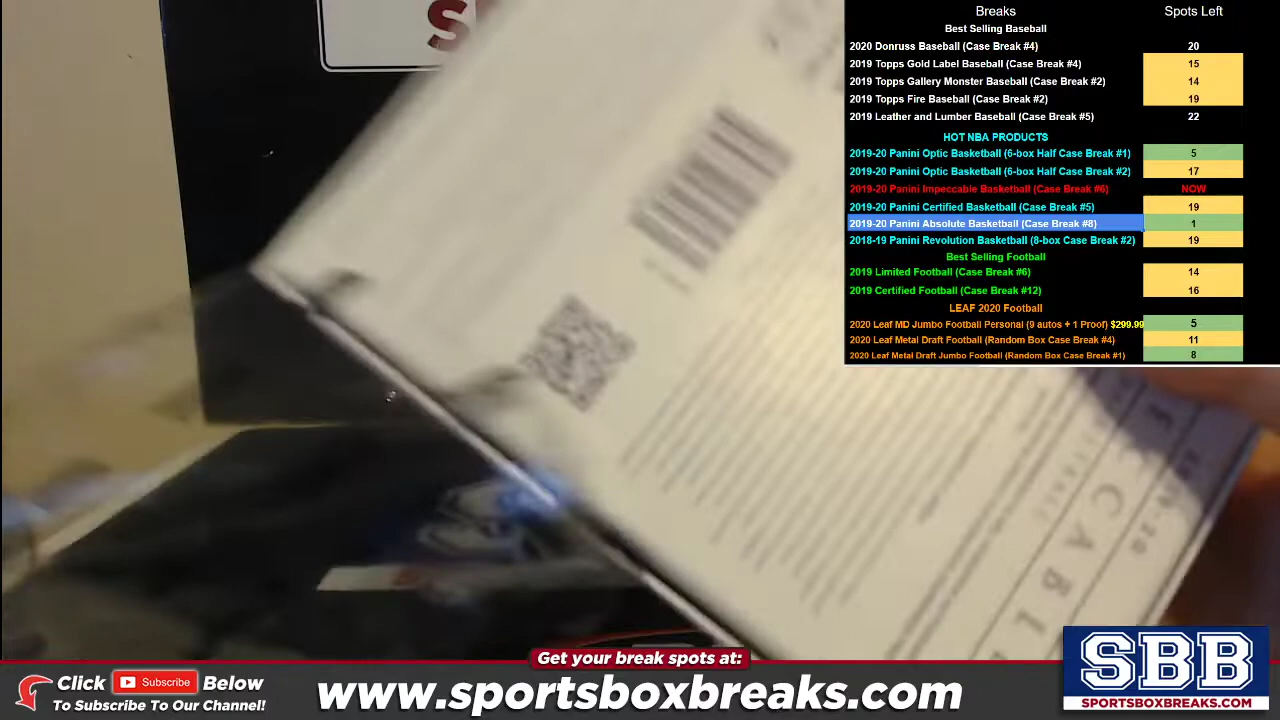 Breaks Spots Left
Best Selling Baseball
2020 Donruss Baseball (Case Break #4) 20
2019 Topps Gold Label Baseball (Case Break #4) 15
2019 Topps Gallery Monster Baseball (Case Break #2) 14
2019 Topps Fire Baseball (Case Break #2) 19
2019 Leather and Lumber Baseball (Case Break #5) 22
HOT NBA PRODUCTS
2019-20 Panini Optic Basketball (6-box Half Case Break #1) 5
2019-20 Panini Optic Basketball (6-box Half Case Break #2) 17
2019-20 Panini Impeccable Basketball (Case Break #6) NOW
2019-20 Panini Certified Basketball (Case Break #5) 19
2019-20 Panini Absolute Basketball (Case Break #8) 1
2018-19 Panini Revolution Basketball (8-box Case Break #2) 19
Best Selling Football
2019 Limited Football (Case Break #6) 14
2019 Certified Football (Case Break #12) 16
LEAF 2020 Football
2020 Leaf MD Jumbo Football Personal (9 autos + 1 Proof) $299.99 5
2020 Leaf Metal Draft Football (Random Box Case Break #4) 11
2020 Leaf Metal Draft Jumbo Football (Random Box Case Break #1) 8
Get your break spots at:
Click Subscribe Below
To Subscribe To Our Channel!
www.sportsboxbreaks.com
SBB
SPORTSBOXBREAKS.COM